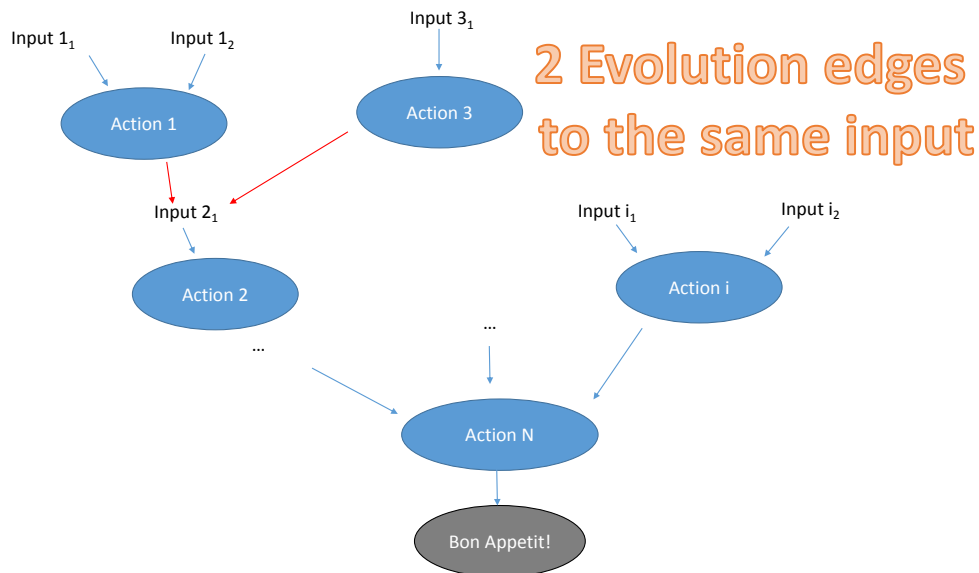 Input 1₁
Input 1₂
Input 3₁
2 Evolution edges
to the same input
Action 1
Action 3
Input 2₁
Input i₁
Input i₂
Action 2
Action i
...
...
Action N
Bon Appetit!